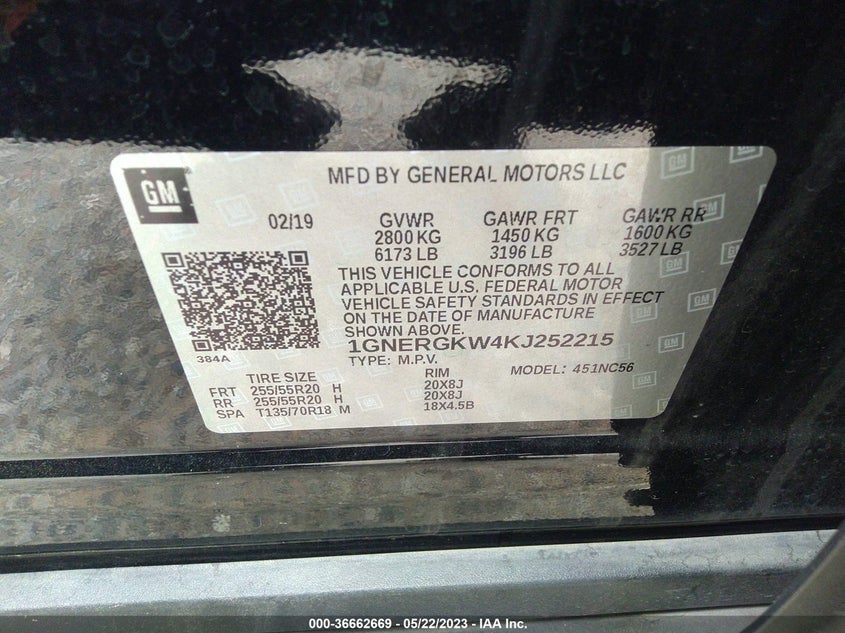 GM
MFD BY GENERAL MOTORS LLC
02/19 GVWR GAWR FRT GAWR RR
2800 KG 1450 KG 1600 KG
6173 LB 3196 LB 3527 LB
THIS VEHICLE CONFORMS TO ALL
APPLICABLE U.S. FEDERAL MOTOR
VEHICLE SAFETY STANDARDS IN EFFECT
ON THE DATE OF MANUFACTURE
SHOWN ABOVE.
384A
1GNERGKW4KJ252215
TYPE: M.P.V. MODEL: 451NC56
TIRE SIZE RIM
FRT 255/55R20 H 20X8J
RR 255/55R20 H 20X8J
SPA T135/70R18 M 18X4.5B
000-36662669 - 05/22/2023 - IAA Inc.